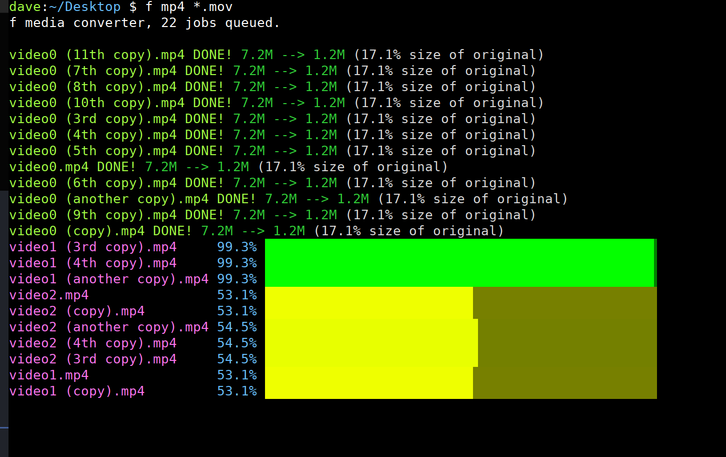 dave:~/Desktop $ f mp4 *.mov
f media converter, 22 jobs queued.
video0 (11th copy).mp4 DONE! 7.2M --> 1.2M (17.1% size of original)
video0 (7th copy).mp4 DONE! 7.2M --> 1.2M (17.1% size of original)
video0 (8th copy).mp4 DONE! 7.2M --> 1.2M (17.1% size of original)
video0 (10th copy).mp4 DONE! 7.2M --> 1.2M (17.1% size of original)
video0 (3rd copy).mp4 DONE! 7.2M --> 1.2M (17.1% size of original)
video0 (4th copy).mp4 DONE! 7.2M --> 1.2M (17.1% size of original)
video0 (5th copy).mp4 DONE! 7.2M --> 1.2M (17.1% size of original)
video0.mp4 DONE! 7.2M --> 1.2M (17.1% size of original)
video0 (6th copy).mp4 DONE! 7.2M --> 1.2M (17.1% size of original)
video0 (another copy).mp4 DONE! 7.2M --> 1.2M (17.1% size of original)
video0 (9th copy).mp4 DONE! 7.2M --> 1.2M (17.1% size of original)
video0 (copy).mp4 DONE! 7.2M --> 1.2M (17.1% size of original)
video1 (3rd copy).mp4 99.3%
video1 (4th copy).mp4 99.3%
video1 (another copy).mp4 99.3%
video2.mp4 53.1%
video2 (copy).mp4 53.1%
video2 (another copy).mp4 54.5%
video2 (4th copy).mp4 54.5%
video2 (3rd copy).mp4 54.5%
video1.mp4 53.1%
video1 (copy).mp4 53.1%